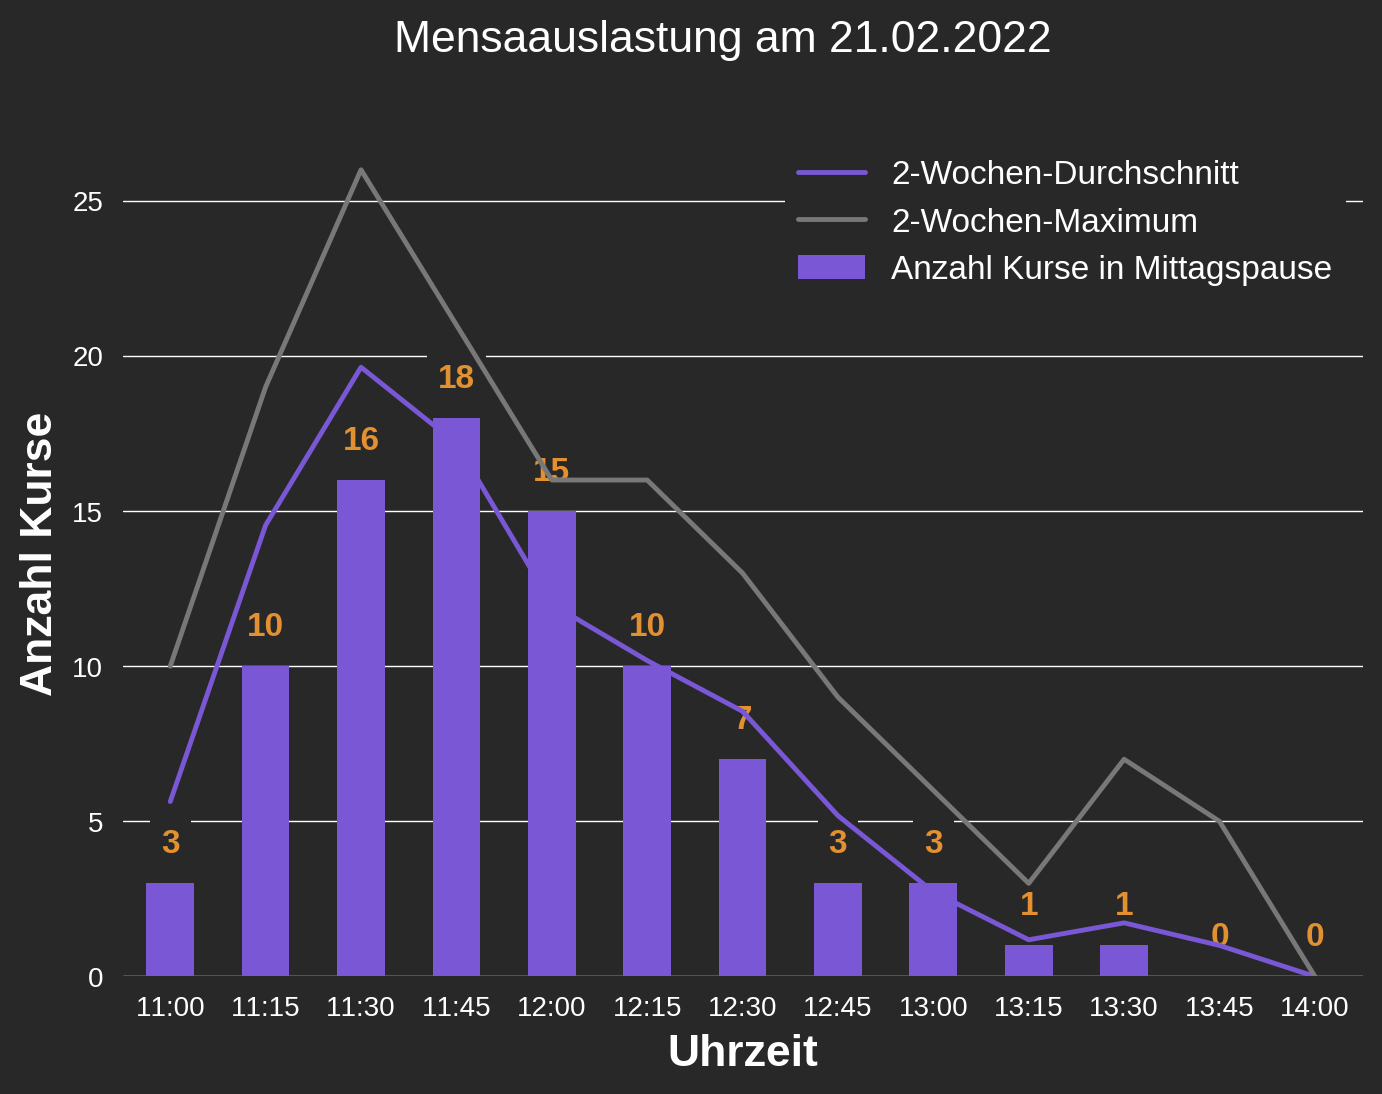 Mensaauslastung am 21.02.2022
2-Wochen-Durchschnitt
2-Wochen-Maximum
Anzahl Kurse in Mittagspause
Anzahl Kurse
25
20
15
10
5
0
3
10
16
18
15
10
7
3
3
1
1
0
0
11:00 11:15 11:30 11:45 12:00 12:15 12:30 12:45 13:00 13:15 13:30 13:45 14:00
Uhrzeit